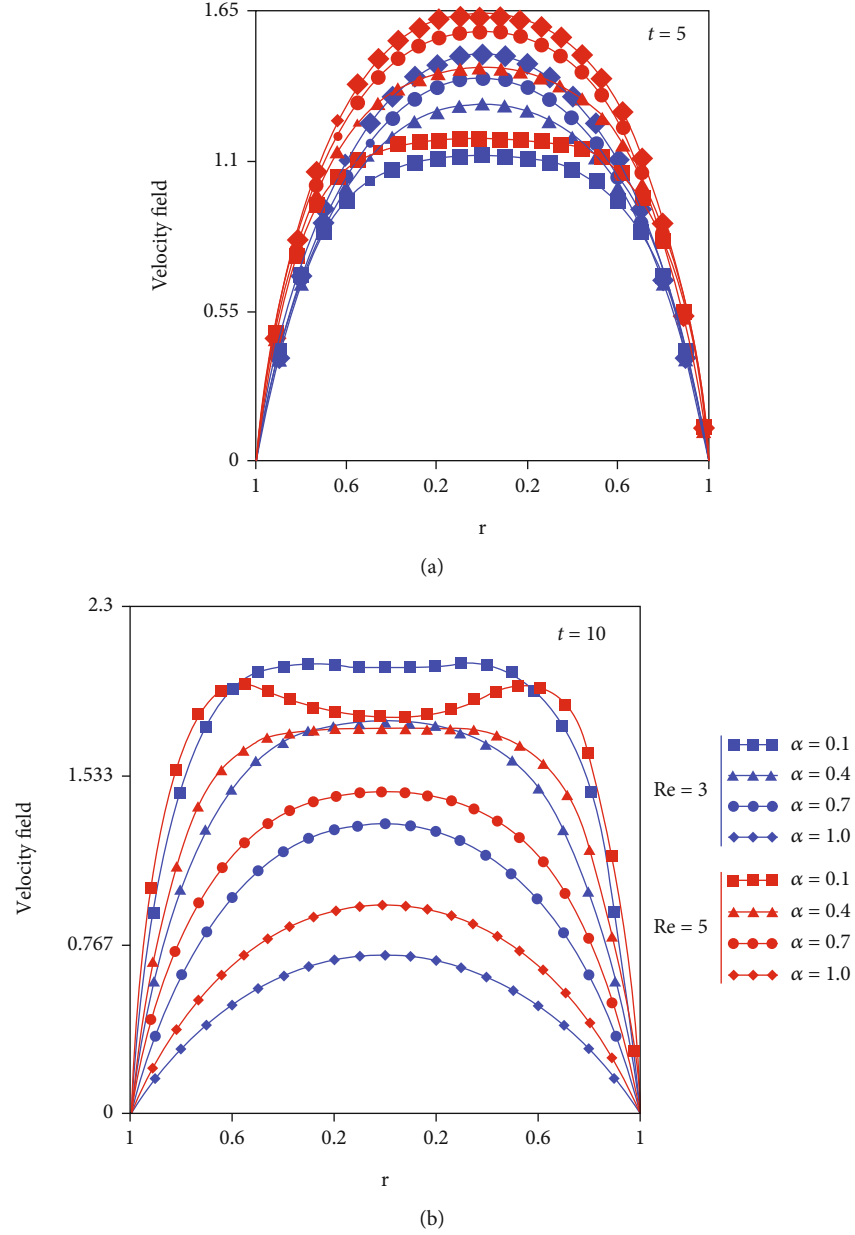 1.65
t = 5
1.1
Velocity field
0.55
0
1 0.6 0.2 0.2 0.6 1
r
(a)
2.3
t = 10
1.533
Velocity field
0.767
0
1 0.6 0.2 0.2 0.6 1
r
(b)
Re = 3
α = 0.1
α = 0.4
α = 0.7
α = 1.0
Re = 5
α = 0.1
α = 0.4
α = 0.7
α = 1.0